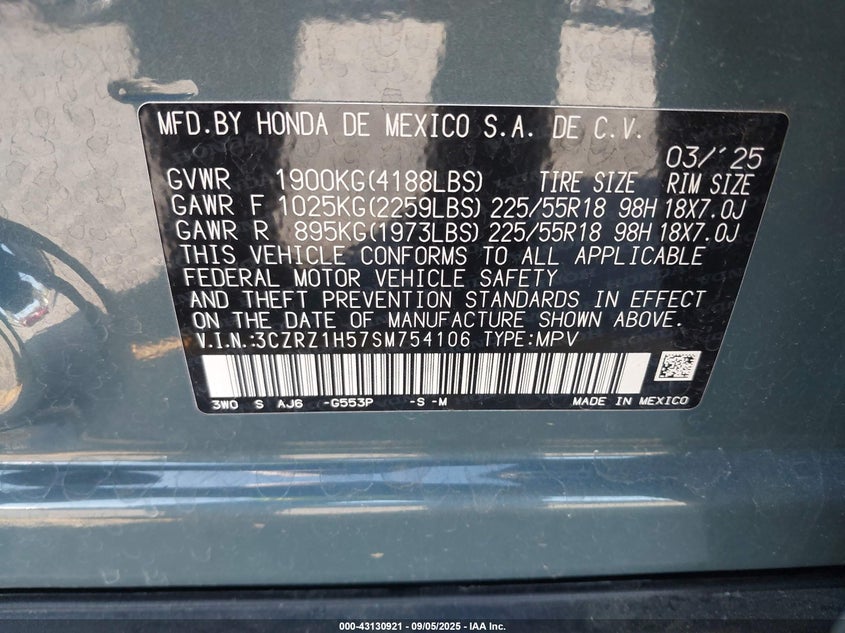 MFD.BY HONDA DE MEXICO S.A. DE C.V.
03/'25
GVWR 1900KG(4188LBS) TIRE SIZE RIM SIZE
GAWR F 1025KG(2259LBS) 225/55R18 98H 18X7.0J
GAWR R 895KG(1973LBS) 225/55R18 98H 18X7.0J
THIS VEHICLE CONFORMS TO ALL APPLICABLE
FEDERAL MOTOR VEHICLE SAFETY
AND THEFT PREVENTION STANDARDS IN EFFECT
ON THE DATE OF MANUFACTURE SHOWN ABOVE.
V.I.N.:3CZRZ1H57SM754106 TYPE:MPV
3WO S AJ6 -G553P -S -M MADE IN MEXICO
000-43130921 - 09/05/2025 - IAA Inc.